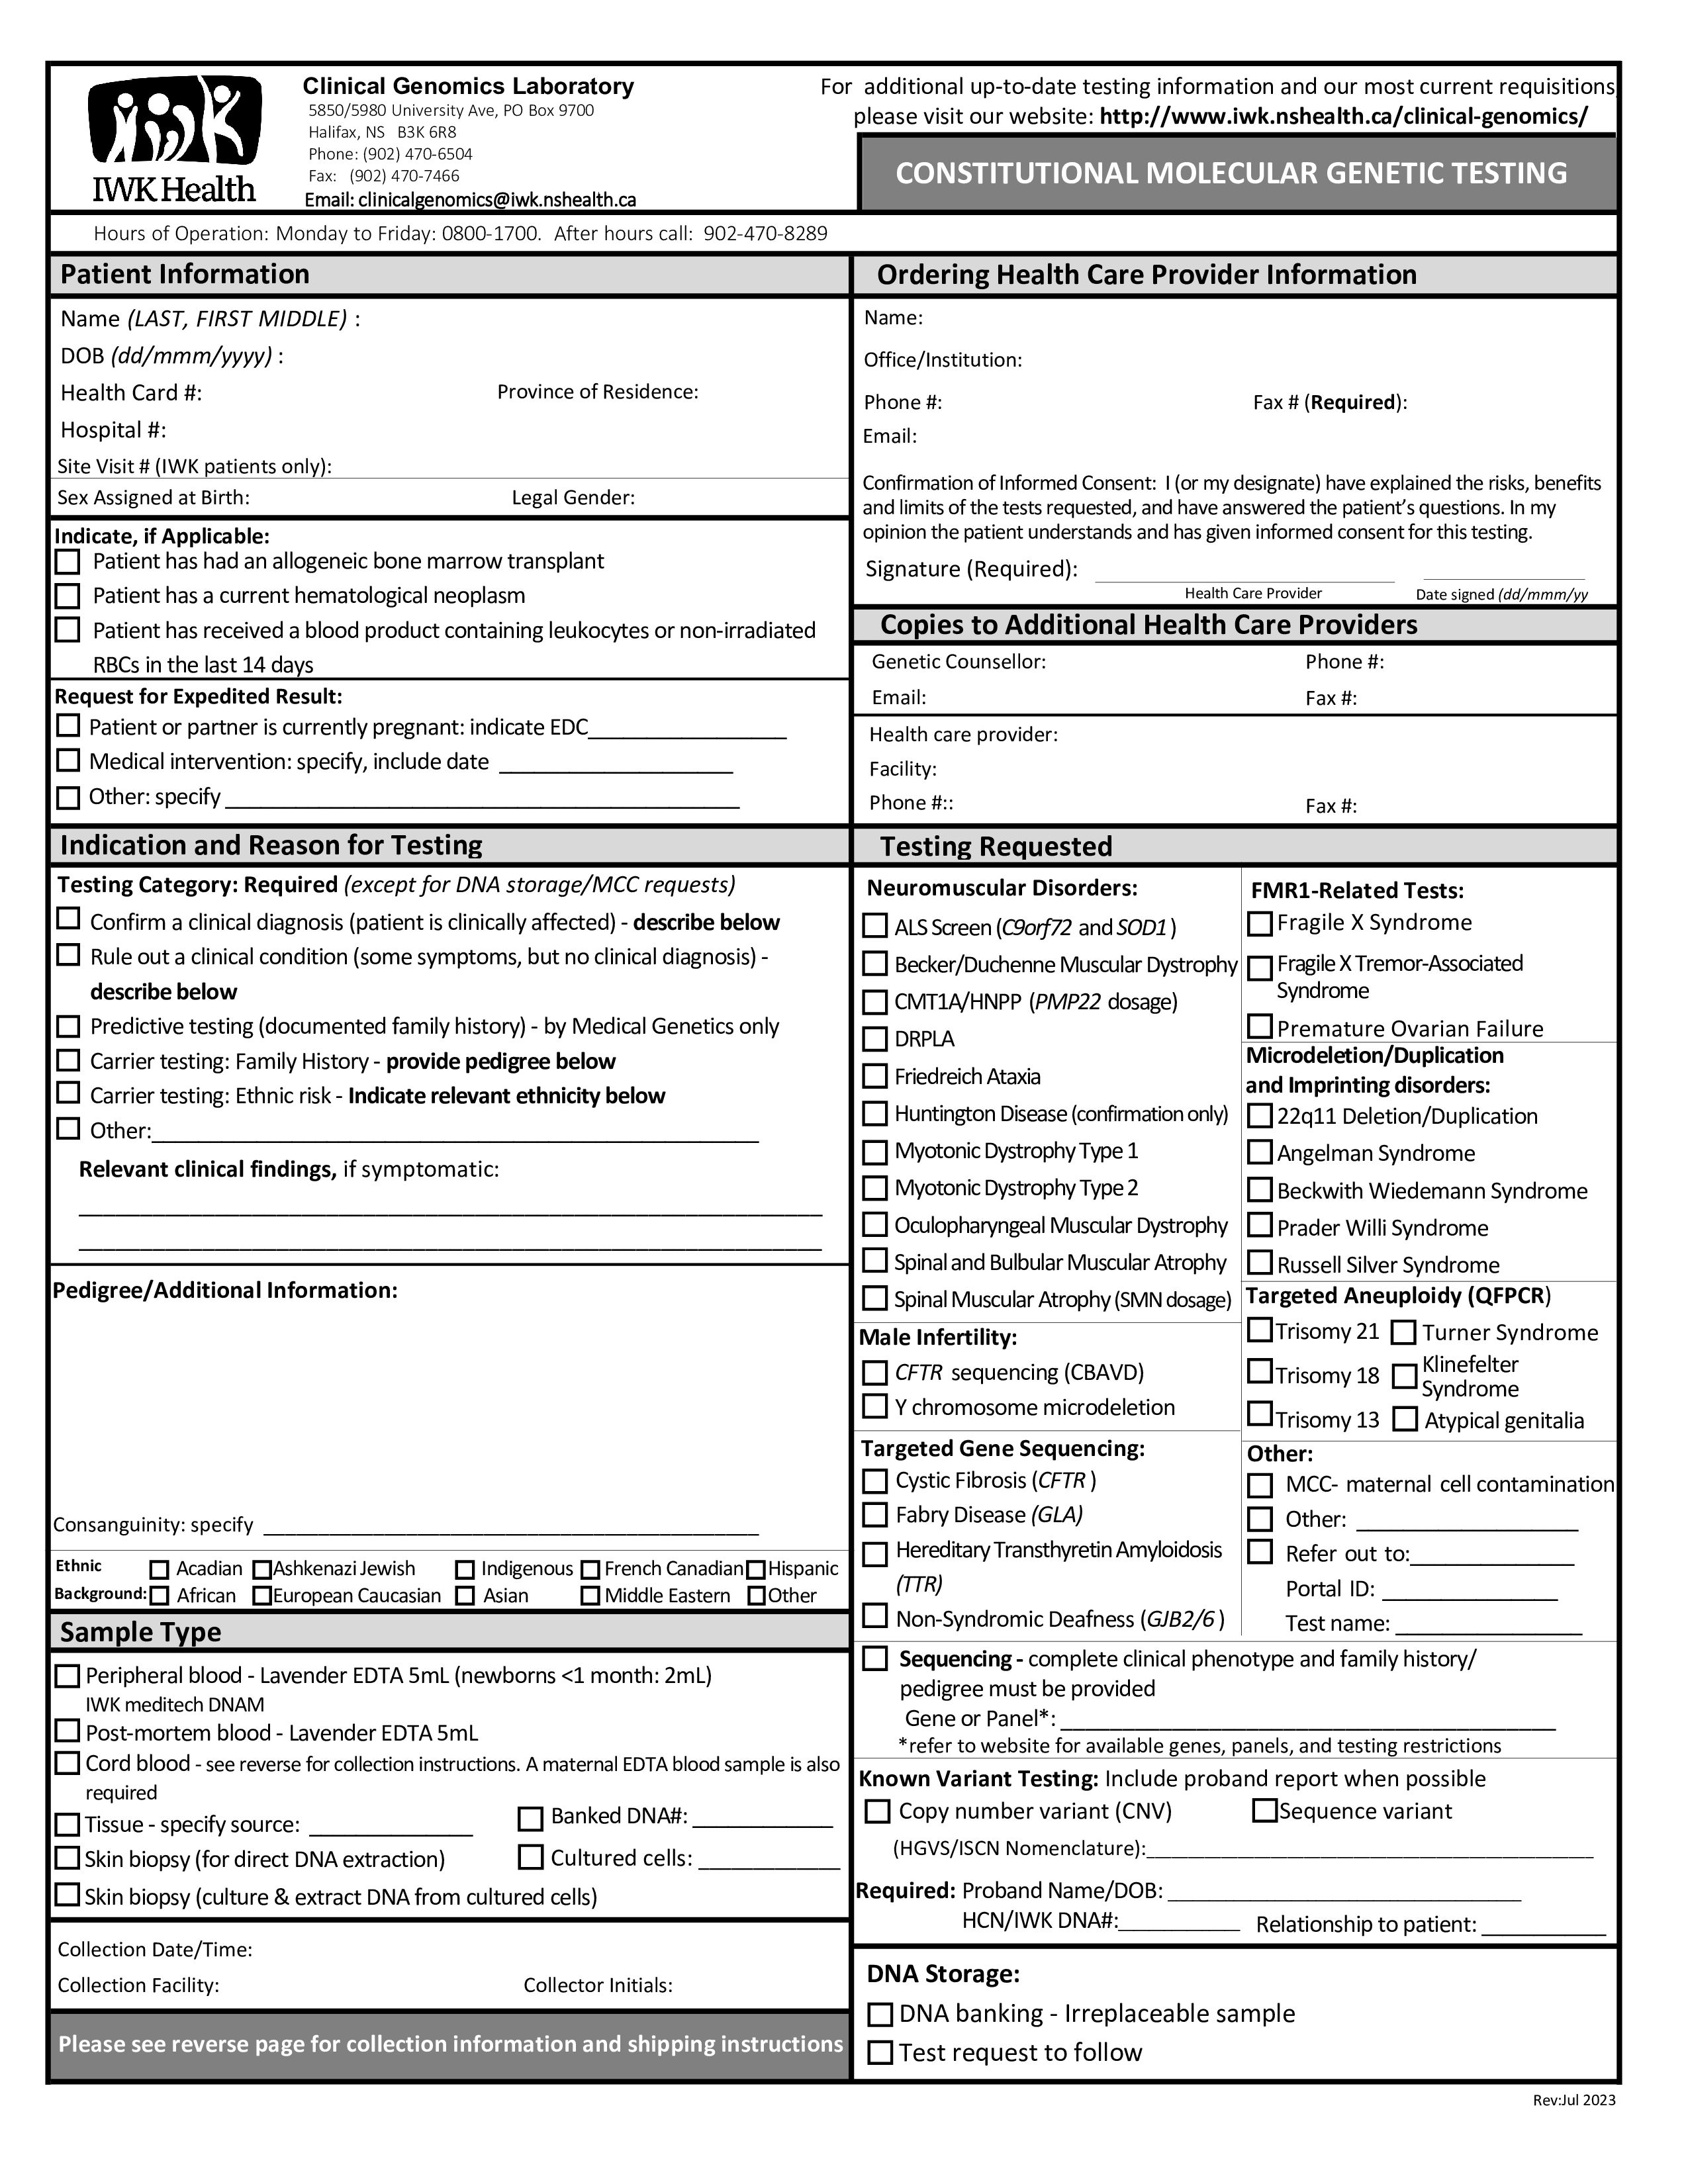 IWK Health
Clinical Genomics Laboratory
5850/5980 University Ave, PO Box 9700
Halifax, NS B3K 6R8
Phone: (902) 470-6504
Fax: (902) 470-7466
Email: clinicalgenomics@iwk.nshealth.ca
For additional up-to-date testing information and our most current requisitions,
please visit our website: http://www.iwk.nshealth.ca/clinical-genomics/
CONSTITUTIONAL MOLECULAR GENETIC TESTING
Hours of Operation: Monday to Friday: 0800-1700. After hours call: 902-470-8289
Patient Information
Name (LAST, FIRST MIDDLE) :
DOB (dd/mmm/yyyy) :
Health Card #: Province of Residence:
Hospital #:
Site Visit # (IWK patients only):
Sex Assigned at Birth: Legal Gender:
Indicate, if Applicable:
Patient has had an allogeneic bone marrow transplant
Patient has a current hematological neoplasm
Patient has received a blood product containing leukocytes or non-irradiated
RBCs in the last 14 days
Request for Expedited Result:
Patient or partner is currently pregnant: indicate EDC_________________
Medical intervention: specify, include date ____________________
Other: specify ____________________________________________
Ordering Health Care Provider Information
Name:
Office/Institution:
Phone #: Fax # (Required):
Email:
Confirmation of Informed Consent: I (or my designate) have explained the risks, benefits
and limits of the tests requested, and have answered the patient's questions. In my
opinion the patient understands and has given informed consent for this testing.
Signature (Required):
Health Care Provider Date signed (dd/mmm/yy
Copies to Additional Health Care Providers
Genetic Counsellor: Phone #:
Email: Fax #:
Health care provider:
Facility:
Phone #:: Fax #:
Indication and Reason for Testing
Testing Category: Required (except for DNA storage/MCC requests)
Confirm a clinical diagnosis (patient is clinically affected) - describe below
Rule out a clinical condition (some symptoms, but no clinical diagnosis) -
describe below
Predictive testing (documented family history) - by Medical Genetics only
Carrier testing: Family History - provide pedigree below
Carrier testing: Ethnic risk - Indicate relevant ethnicity below
Other:____________________________________________________
Relevant clinical findings, if symptomatic:
Pedigree/Additional Information:
Consanguinity: specify ____________________________________________
Ethnic Acadian Ashkenazi Jewish Indigenous French Canadian Hispanic
Background: African European Caucasian Asian Middle Eastern Other
Sample Type
Peripheral blood - Lavender EDTA 5mL (newborns <1 month: 2mL)
IWK meditech DNAM
Post-mortem blood - Lavender EDTA 5mL
Cord blood - see reverse for collection instructions. A maternal EDTA blood sample is also
required
Tissue - specify source: ______________ Banked DNA#: ____________
Skin biopsy (for direct DNA extraction) Cultured cells: ____________
Skin biopsy (culture & extract DNA from cultured cells)
Collection Date/Time:
Collection Facility: Collector Initials:
Please see reverse page for collection information and shipping instructions
Testing Requested
Neuromuscular Disorders:
ALS Screen (C9orf72 and SOD1 )
Becker/Duchenne Muscular Dystrophy
CMT1A/HNPP (PMP22 dosage)
DRPLA
Friedreich Ataxia
Huntington Disease (confirmation only)
Myotonic Dystrophy Type 1
Myotonic Dystrophy Type 2
Oculopharyngeal Muscular Dystrophy
Spinal and Bulbular Muscular Atrophy
Spinal Muscular Atrophy (SMN dosage)
Male Infertility:
CFTR sequencing (CBAVD)
Y chromosome microdeletion
Targeted Gene Sequencing:
Cystic Fibrosis (CFTR )
Fabry Disease (GLA)
Hereditary Transthyretin Amyloidosis
(TTR)
Non-Syndromic Deafness (GJB2/6 )
FMR1-Related Tests:
Fragile X Syndrome
Fragile X Tremor-Associated
Syndrome
Premature Ovarian Failure
Microdeletion/Duplication
and Imprinting disorders:
22q11 Deletion/Duplication
Angelman Syndrome
Beckwith Wiedemann Syndrome
Prader Willi Syndrome
Russell Silver Syndrome
Targeted Aneuploidy (QFPCR)
Trisomy 21 Turner Syndrome
Trisomy 18 Klinefelter
Syndrome
Trisomy 13 Atypical genitalia
Other:
MCC- maternal cell contamination
Other: ___________________
Refer out to:______________
Portal ID: _______________
Test name: ________________
Sequencing - complete clinical phenotype and family history/
pedigree must be provided
Gene or Panel*: __________________________________________
*refer to website for available genes, panels, and testing restrictions
Known Variant Testing: Include proband report when possible
Copy number variant (CNV) Sequence variant
(HGVS/ISCN Nomenclature):__________________________________________
Required: Proband Name/DOB: ______________________________
HCN/IWK DNA#:___________ Relationship to patient: ___________
DNA Storage:
DNA banking - Irreplaceable sample
Test request to follow
Rev:Jul 2023